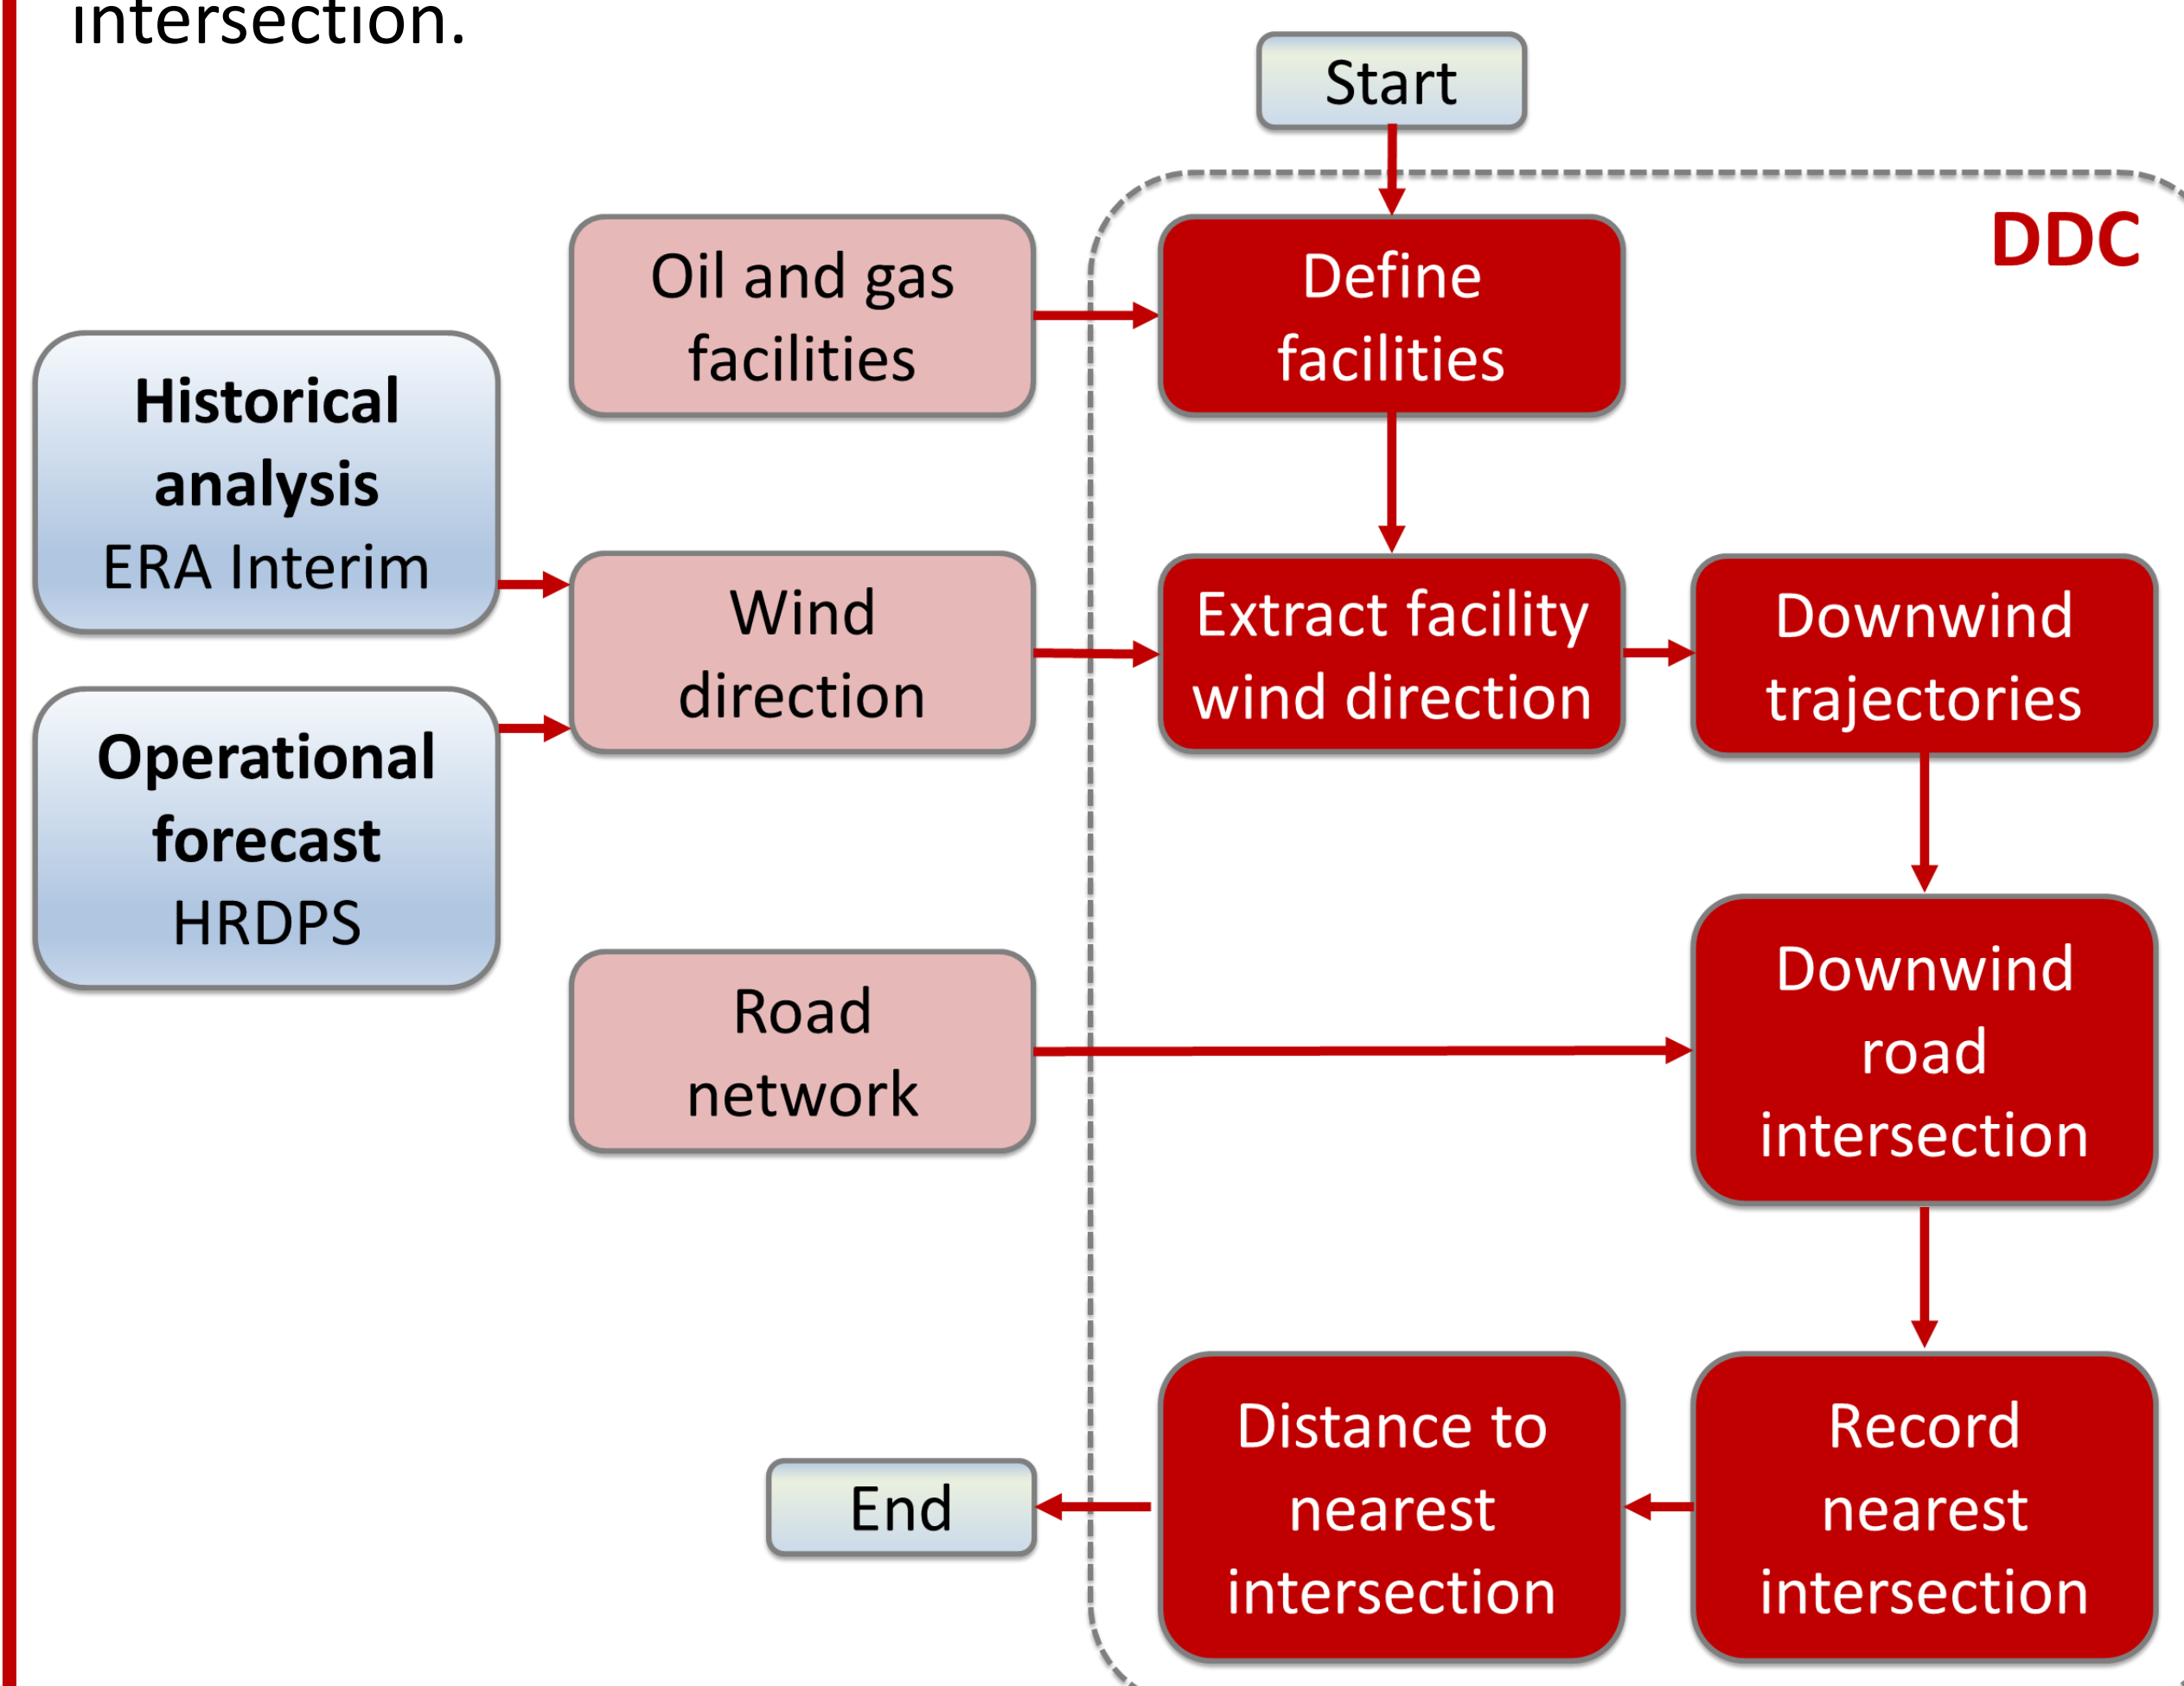 intersection.
Start
DDC
Oil and gas
facilities
Define
facilities
Historical
analysis
ERA Interim
Wind
direction
Extract facility
wind direction
Downwind
trajectories
Operational
forecast
HRDPS
Road
network
Downwind
road
intersection
End
Distance to
nearest
intersection
Record
nearest
intersection